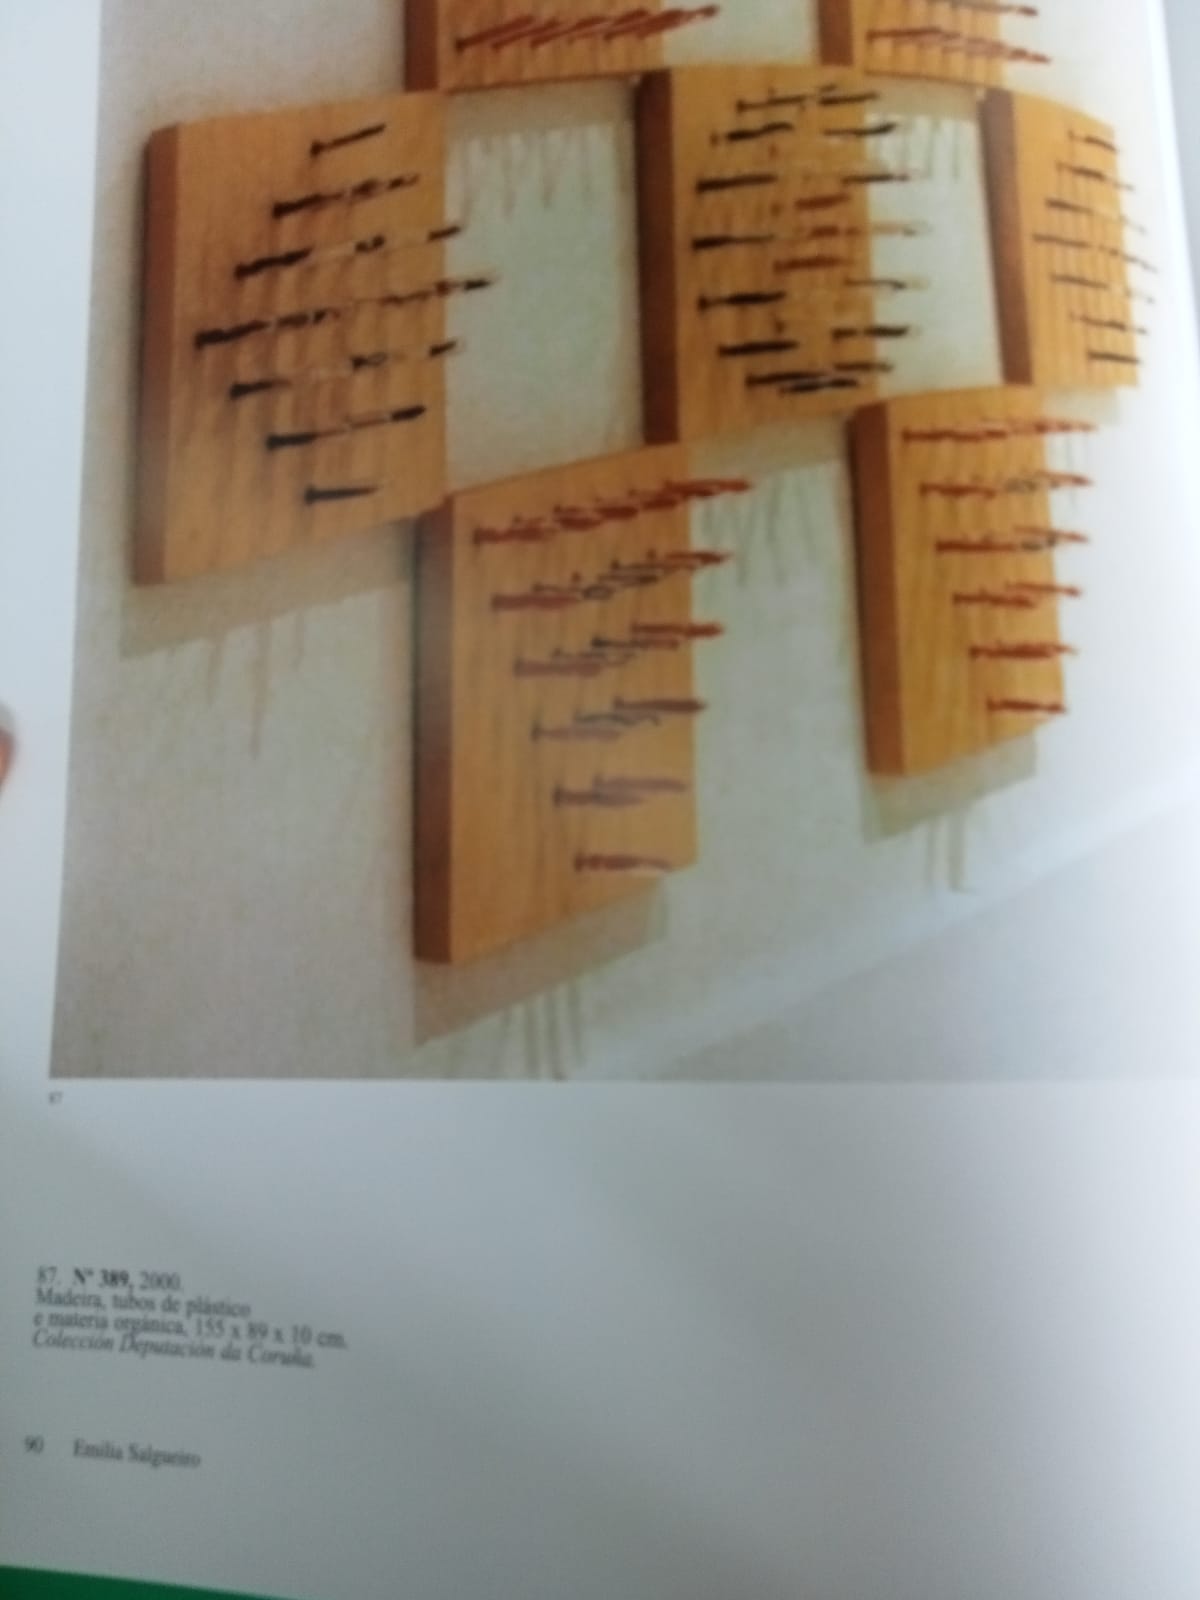 87
87. Nº 389, 2000.
Madeira, tubos de plástico
e materia orgánica, 155 x 89 x 10 cm.
Colección Deputación da Coruña.
90 Emilia Salgueiro